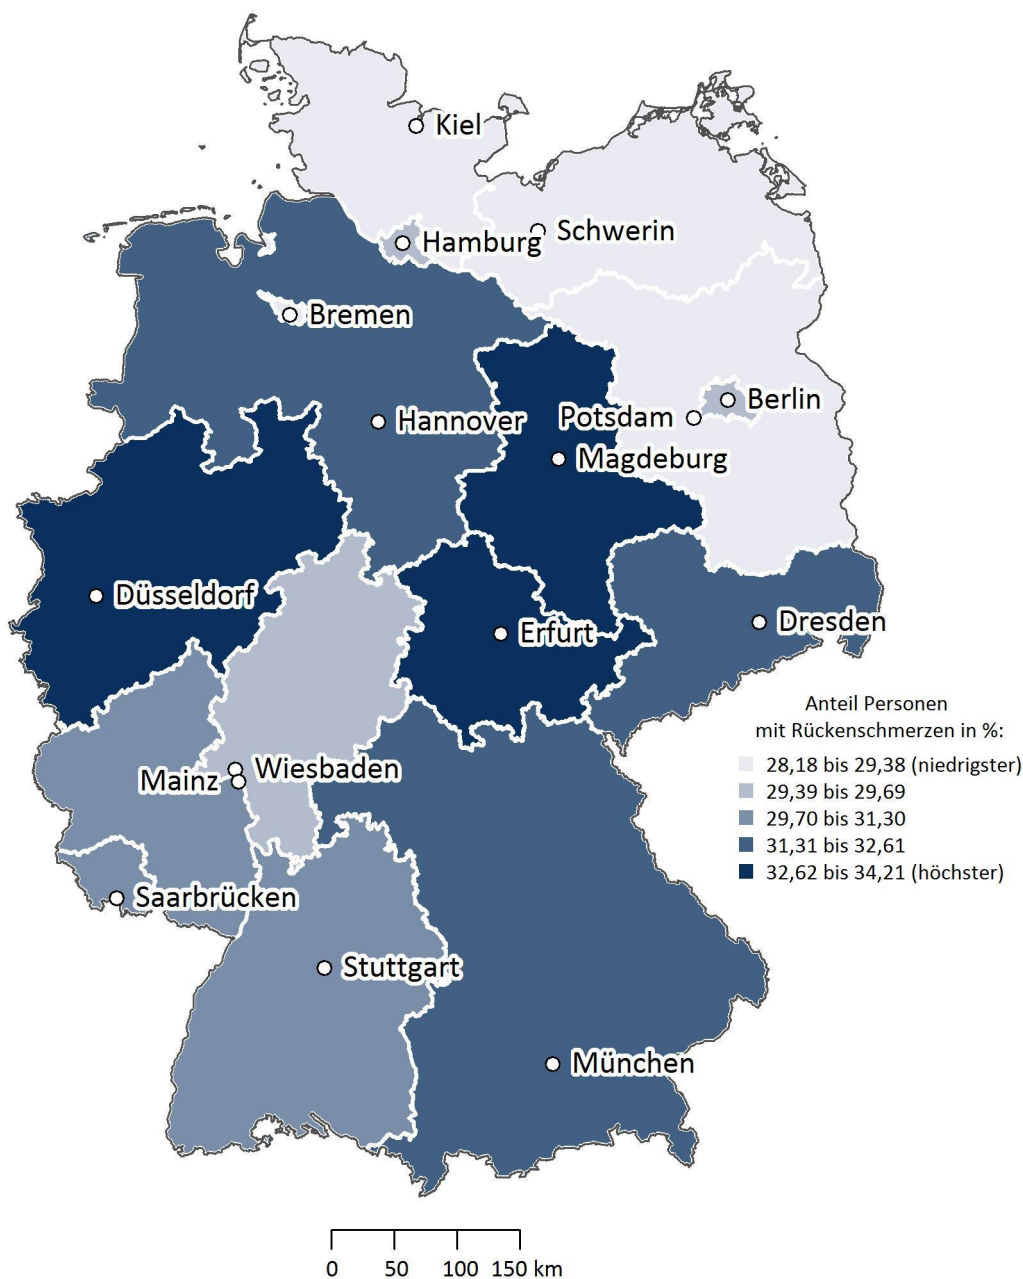 Kiel
Schwerin
Hamburg
Bremen
Berlin
Potsdam
Hannover
Magdeburg
Düsseldorf
Dresden
Erfurt
Anteil Personen
mit Rückenschmerzen in %:
28,18 bis 29,38 (niedrigster)
29,39 bis 29,69
29,70 bis 31,30
31,31 bis 32,61
32,62 bis 34,21 (höchster)
Wiesbaden
Mainz
Saarbrücken
Stuttgart
München
0 50 100 150 km